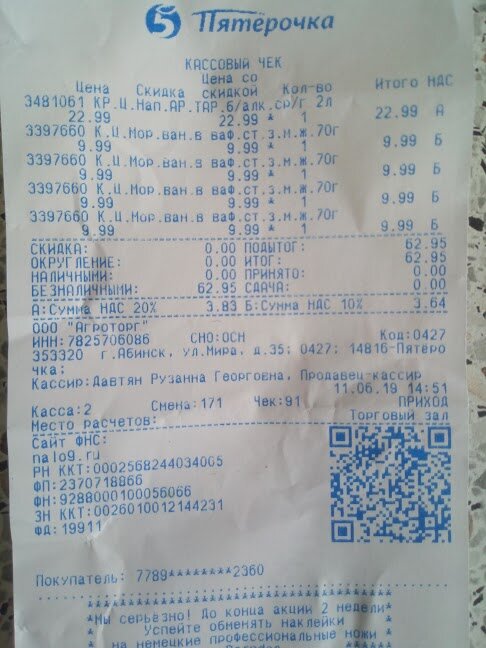 5 Пятёрочка
КАССОВЫЙ ЧЕК
Цена Скидка Цена со скидкой Кол-во Итого НДС
3481061 КР.Ц.Нап.АР.ТАР.б/алк.ср/г.2л
22.99 22.99 * 1 22.99 А
3397660 К.Ц.Мор.ван.в ваф.ст.з.м.ж.70г
9.99 9.99 * 1 9.99 Б
3397660 К.Ц.Мор.ван.в ваф.ст.з.м.ж.70г
9.99 9.99 * 1 9.99 Б
3397660 К.Ц.Мор.ван.в ваф.ст.з.м.ж.70г
9.99 9.99 * 1 9.99 Б
3397660 К.Ц.Мор.ван.в ваф.ст.з.м.ж.70г
9.99 9.99 * 1 9.99 Б
СКИДКА: 0.00 ПОДЫТОГ: 62.95
ОКРУГЛЕНИЕ: 0.00 ИТОГ: 62.95
НАЛИЧНЫМИ: 0.00 ПРИНЯТО: 0.00
БЕЗНАЛИЧНЫМИ: 62.95 СДАЧА: 0.00
А:Сумма НДС 20% 3.83 Б:Сумма НДС 10% 3.64
ООО "Агроторг"
ИНН:7825706086 СНО:ОСН Код:0427
353320 г.Абинск, ул.Мира, д.35; 0427; 14816-Пятеро
чка;
Кассир:Давтян Рузанна Георговна, Продавец-кассир
11.06.19 14:51
Касса:2 Смена:171 Чек:91 ПРИХОД
Место расчетов: Торговый зал
Сайт ФНС:
nalog.ru
РН ККТ:0002568244034065
ФП:2370718866
ФН:9288000100056066
ЗН ККТ:0026010012144231
ФД:19911
Покупатель: 7789********2360
*Мы серьезно! До конца акции 2 недели*
* Успейте обменять наклейки *
* на немецкие профессиональные ножи *